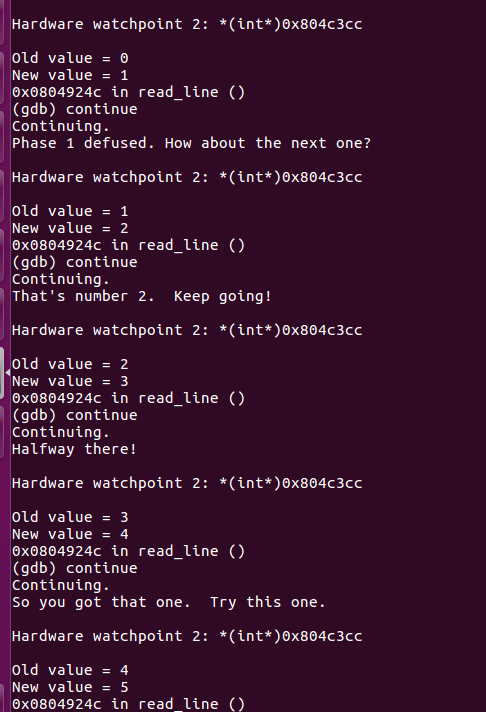 Hardware watchpoint 2: *(int*)0x804c3cc
Old value = 0
New value = 1
0x0804924c in read_line ()
(gdb) continue
Continuing.
Phase 1 defused. How about the next one?
Hardware watchpoint 2: *(int*)0x804c3cc
Old value = 1
New value = 2
0x0804924c in read_line ()
(gdb) continue
Continuing.
That's number 2.  Keep going!
Hardware watchpoint 2: *(int*)0x804c3cc
Old value = 2
New value = 3
0x0804924c in read_line ()
(gdb) continue
Continuing.
Halfway there!
Hardware watchpoint 2: *(int*)0x804c3cc
Old value = 3
New value = 4
0x0804924c in read_line ()
(gdb) continue
Continuing.
So you got that one.  Try this one.
Hardware watchpoint 2: *(int*)0x804c3cc
Old value = 4
New value = 5
0x0804924c in read_line ()